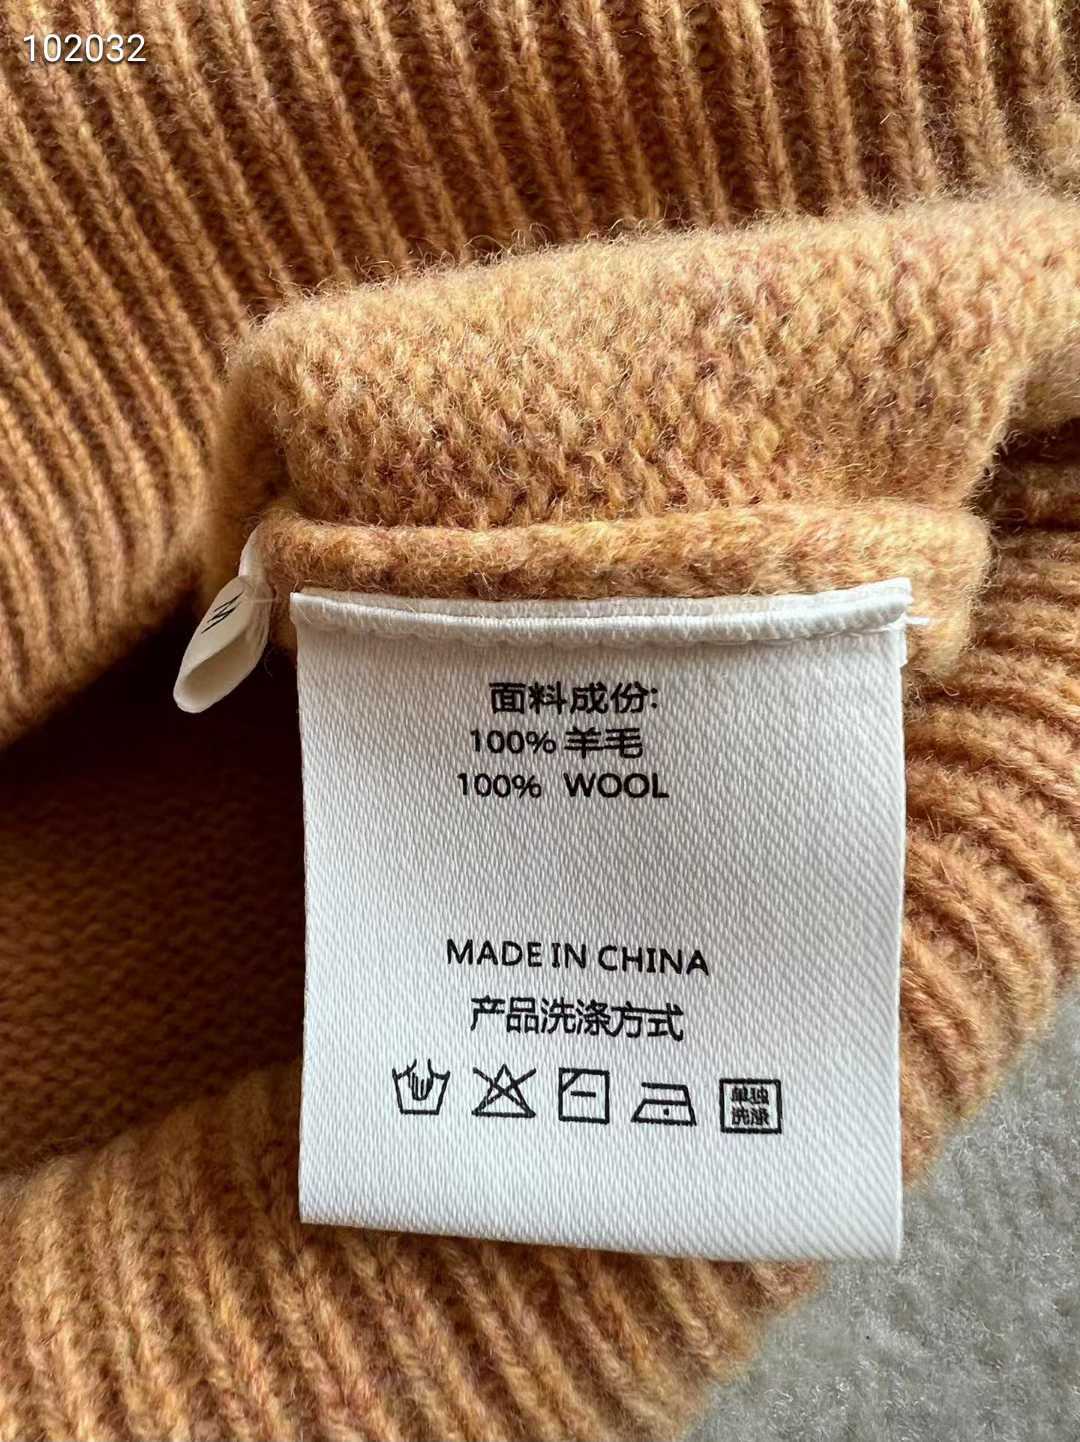 102032
M
面料成份:
100% 羊毛
100% WOOL
MADE IN CHINA
产品洗涤方式
单独
洗涤